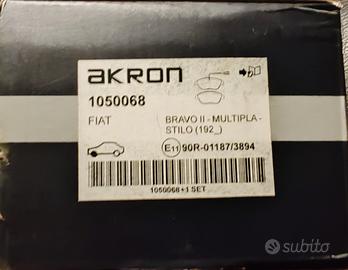 AKRON
1050068
FIAT
BRAVO II - MULTIPLA -
STILO (192_)
E11 90R-01187/3894
1050068+1 SET
subito